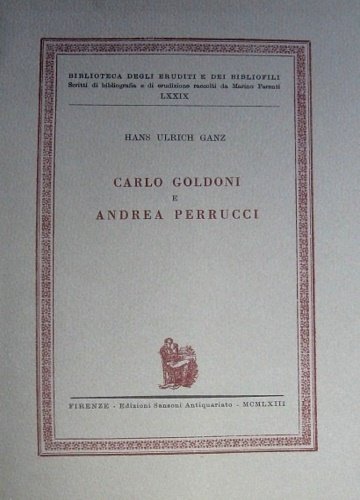 BIBLIOTECA DEGLI ERUDITI E DEI BIBLIOFILI
Scritti di bibliografia e di erudizione raccolti da Marino Parenti
LXXIX
HANS ULRICH GANZ
CARLO GOLDONI
E
ANDREA PERRUCCI
FIRENZE - Edizioni Sansoni Antiquariato - MCMLXIII